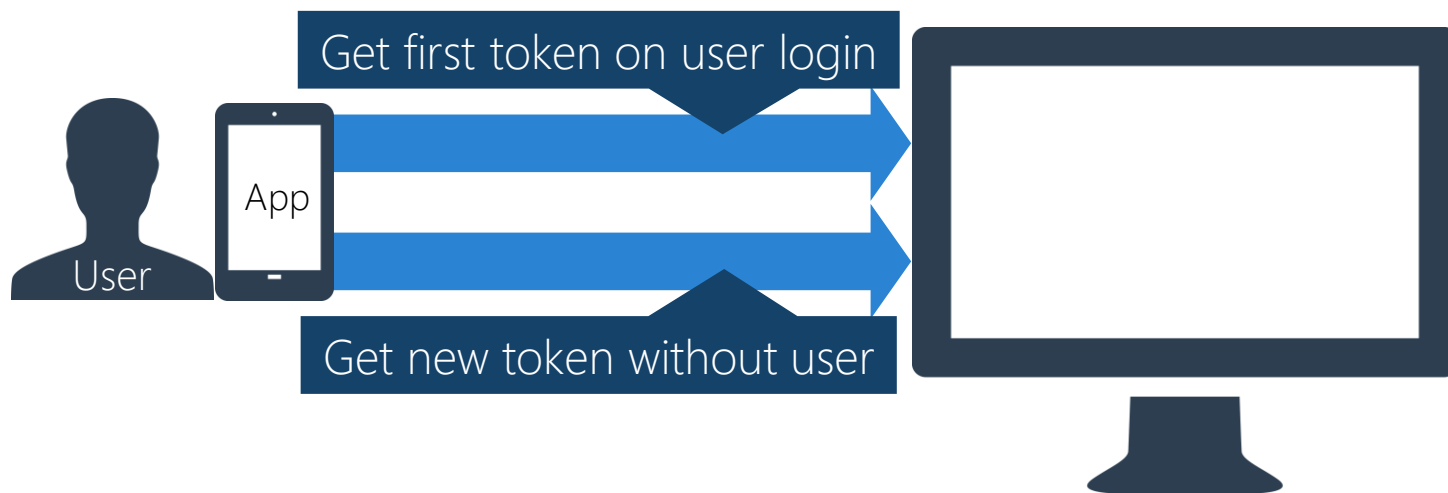 Get first token on user login
App
User
Get new token without user